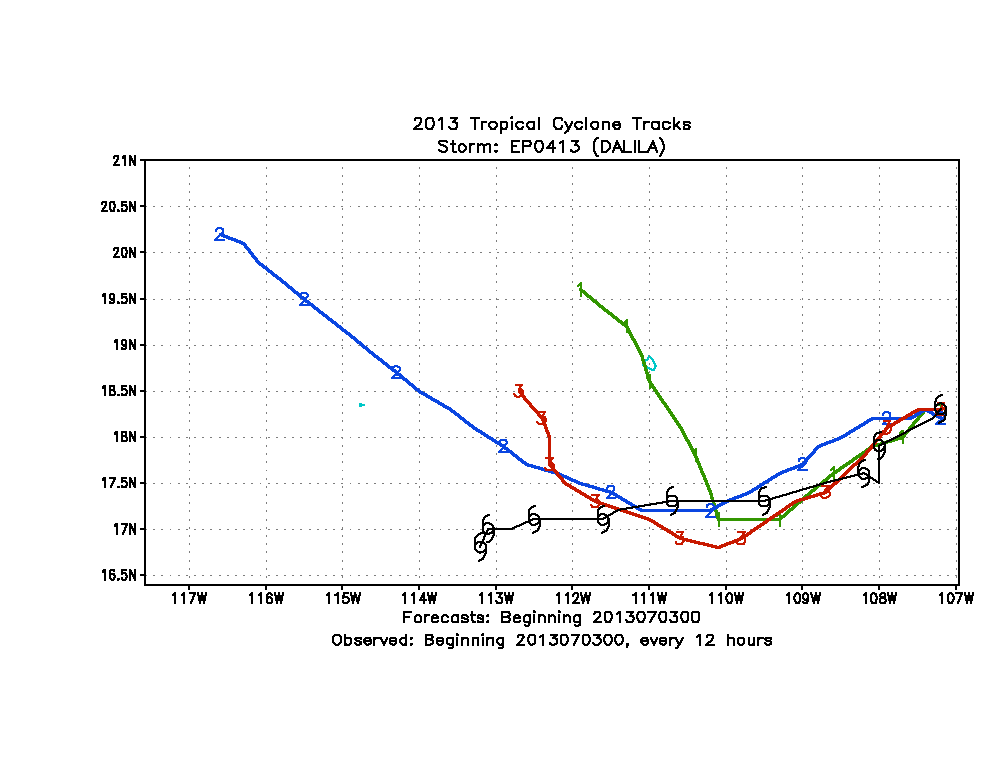 2013 Tropical Cyclone Tracks
Storm: EP0413 (DALILA)
21N
20.5N
20N
19.5N
19N
18.5N
18N
17.5N
17N
16.5N
117W 116W 115W 114W 113W 112W 111W 110W 109W 108W 107W
Forecasts: Beginning 2013070300
Observed: Beginning 2013070300, every 12 hours